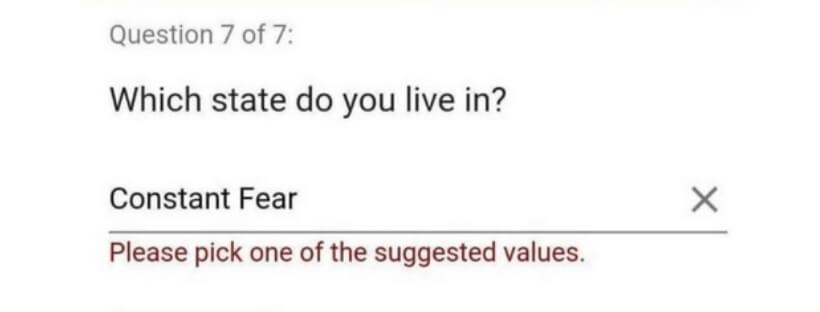 Question 7 of 7:
Which state do you live in?
Constant Fear
Please pick one of the suggested values.